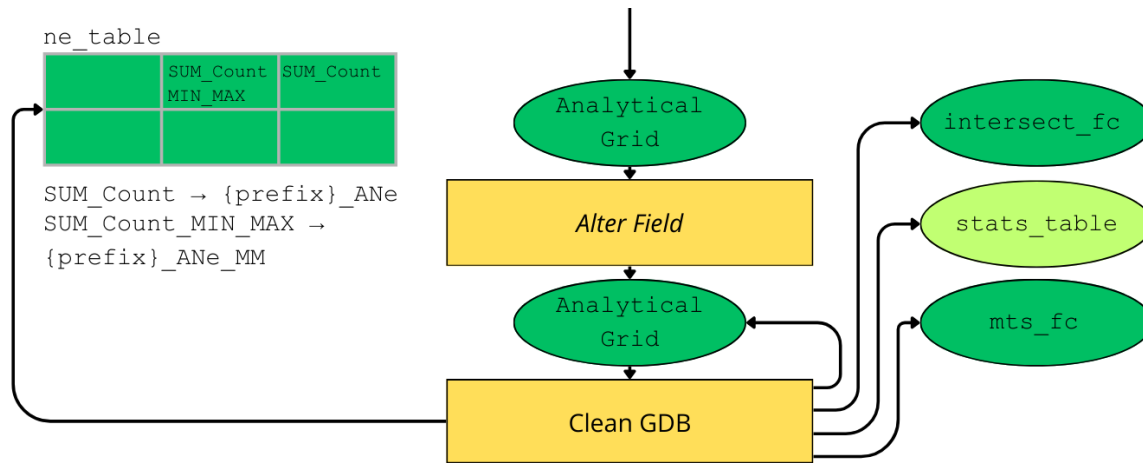 ne_table
SUM_Count
MIN_MAX
SUM_Count
SUM_Count → {prefix}_ANe
SUM_Count_MIN_MAX →
{prefix}_ANe_MM
Analytical
Grid
Alter Field
Analytical
Grid
Clean GDB
intersect_fc
stats_table
mts_fc